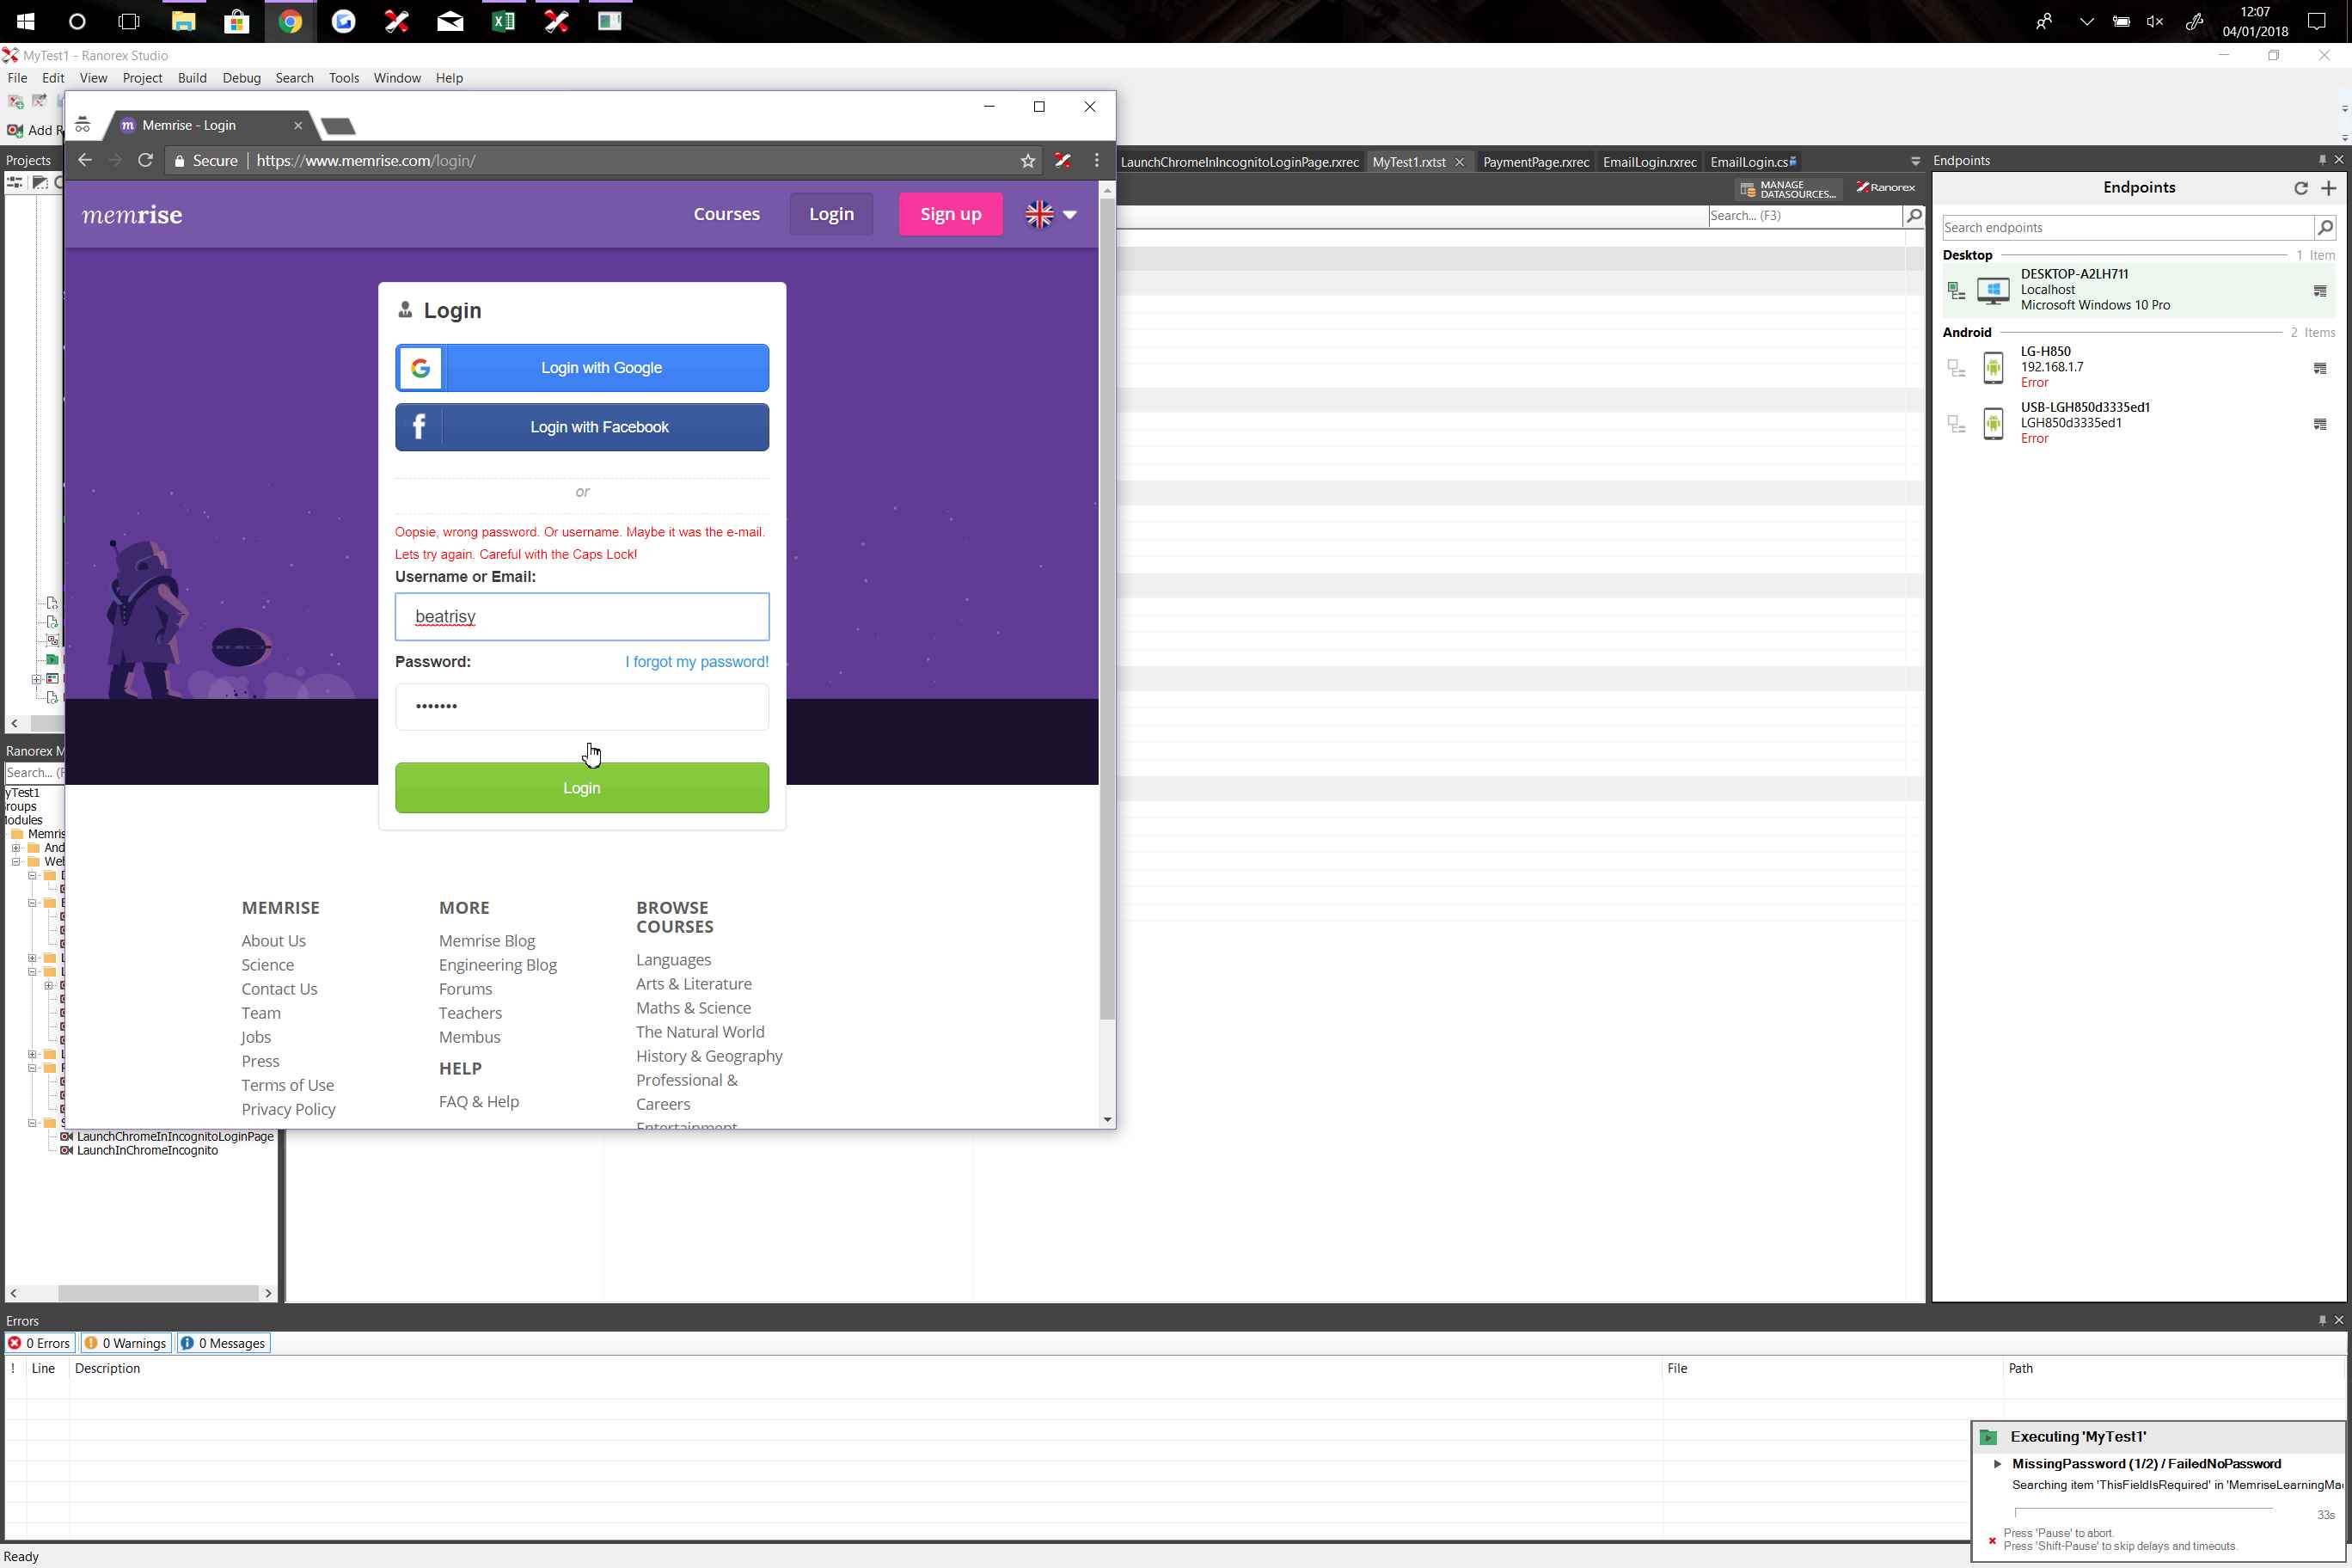 12:07
04/01/2018
MyTest1 - Ranorex Studio
File Edit View Project Build Debug Search Tools Window Help
Add R
Memrise - Login
Secure https://www.memrise.com/login/
Projects
LaunchChromeInIncognitoLoginPage.rxrec MyTest1.rxtst PaymentPage.rxrec EmailLogin.rxrec EmailLogin.cs
MANAGE
DATASOURCES...
Ranorex
Search... (F3)
Endpoints
Endpoints
Search endpoints
Desktop 1 Item
DESKTOP-A2LH711
Localhost
Microsoft Windows 10 Pro
Android 2 Items
LG-H850
192.168.1.7
Error
USB-LGH850d3335ed1
LGH850d3335ed1
Error
memrise
Courses Login Sign up
Login
Login with Google
Login with Facebook
or
Oopsie, wrong password. Or username. Maybe it was the e-mail.
Lets try again. Careful with the Caps Lock!
Username or Email:
beatrisy
Password: I forgot my password!
•••••••
Login
MEMRISE
About Us
Science
Contact Us
Team
Jobs
Press
Terms of Use
Privacy Policy
MORE
Memrise Blog
Engineering Blog
Forums
Teachers
Membus
HELP
FAQ & Help
BROWSE
COURSES
Languages
Arts & Literature
Maths & Science
The Natural World
History & Geography
Professional &
Careers
Entertainment
Ranorex M
Search... (F
yTest1
roups
lodules
Memris
And
Wel
LaunchChromeInIncognitoLoginPage
LaunchInChromeIncognito
Errors
0 Errors 0 Warnings 0 Messages
! Line Description File Path
Executing 'MyTest1'
MissingPassword (1/2) / FailedNoPassword
Searching item 'ThisFieldIsRequired' in 'MemriseLearningMa
33s
Press 'Pause' to abort.
Press 'Shift-Pause' to skip delays and timeouts.
Ready